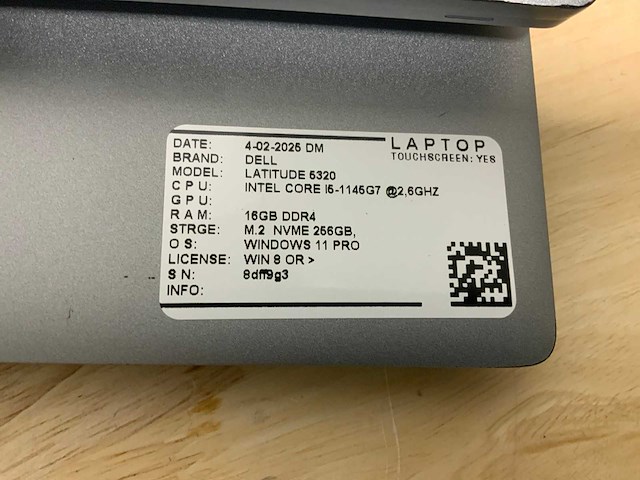 LAPTOP
TOUCHSCREEN: YES
DATE: 4-02-2025 DM
BRAND: DELL
MODEL: LATITUDE 5320
CPU: INTEL CORE I5-1145G7 @2,6GHZ
GPU:
RAM: 16GB DDR4
STRGE: M.2 NVME 256GB,
OS: WINDOWS 11 PRO
LICENSE: WIN 8 OR >
SN: 8dff9g3
INFO: